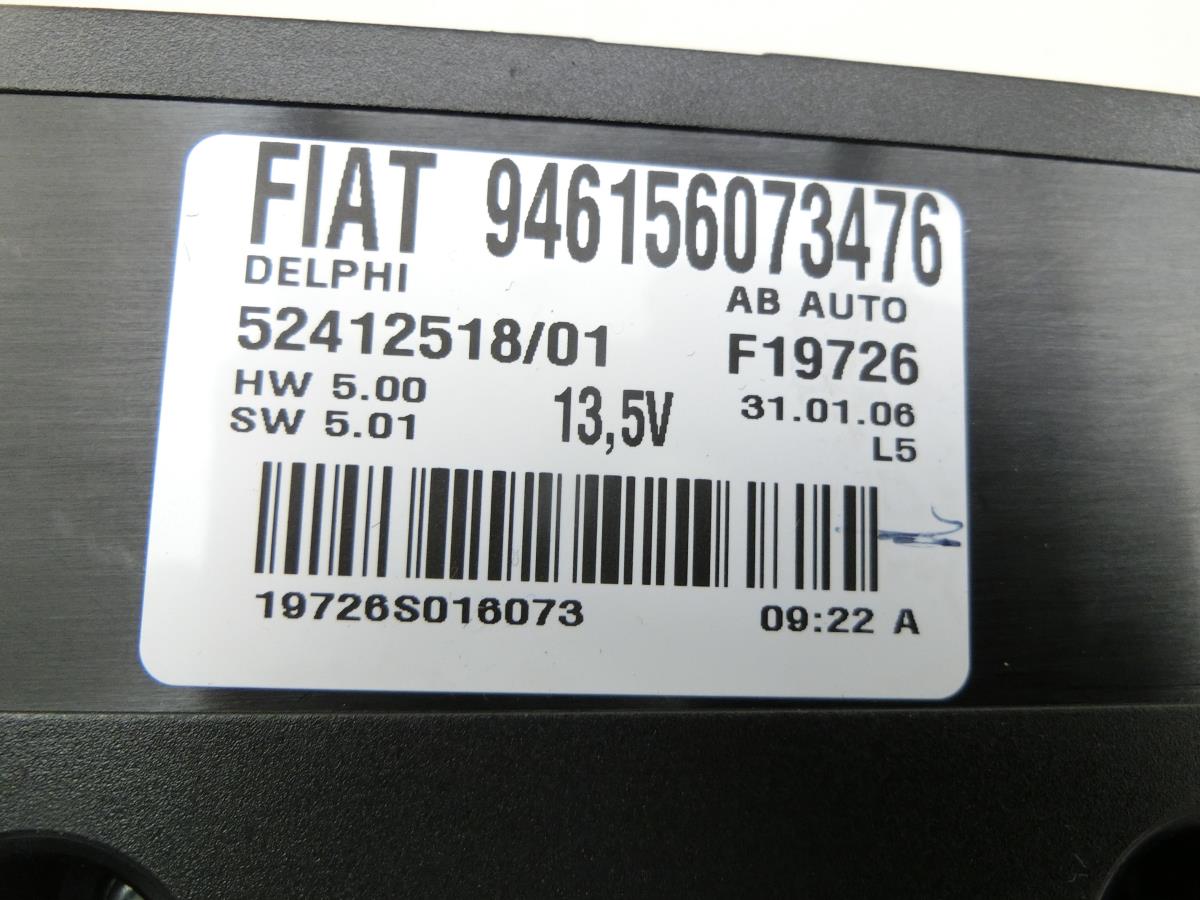 FIAT 946156073476
DELPHI AB AUTO
52412518/01 F19726
HW 5.00 13,5V 31.01.06
SW 5.01 L5
19726S016073 09:22 A